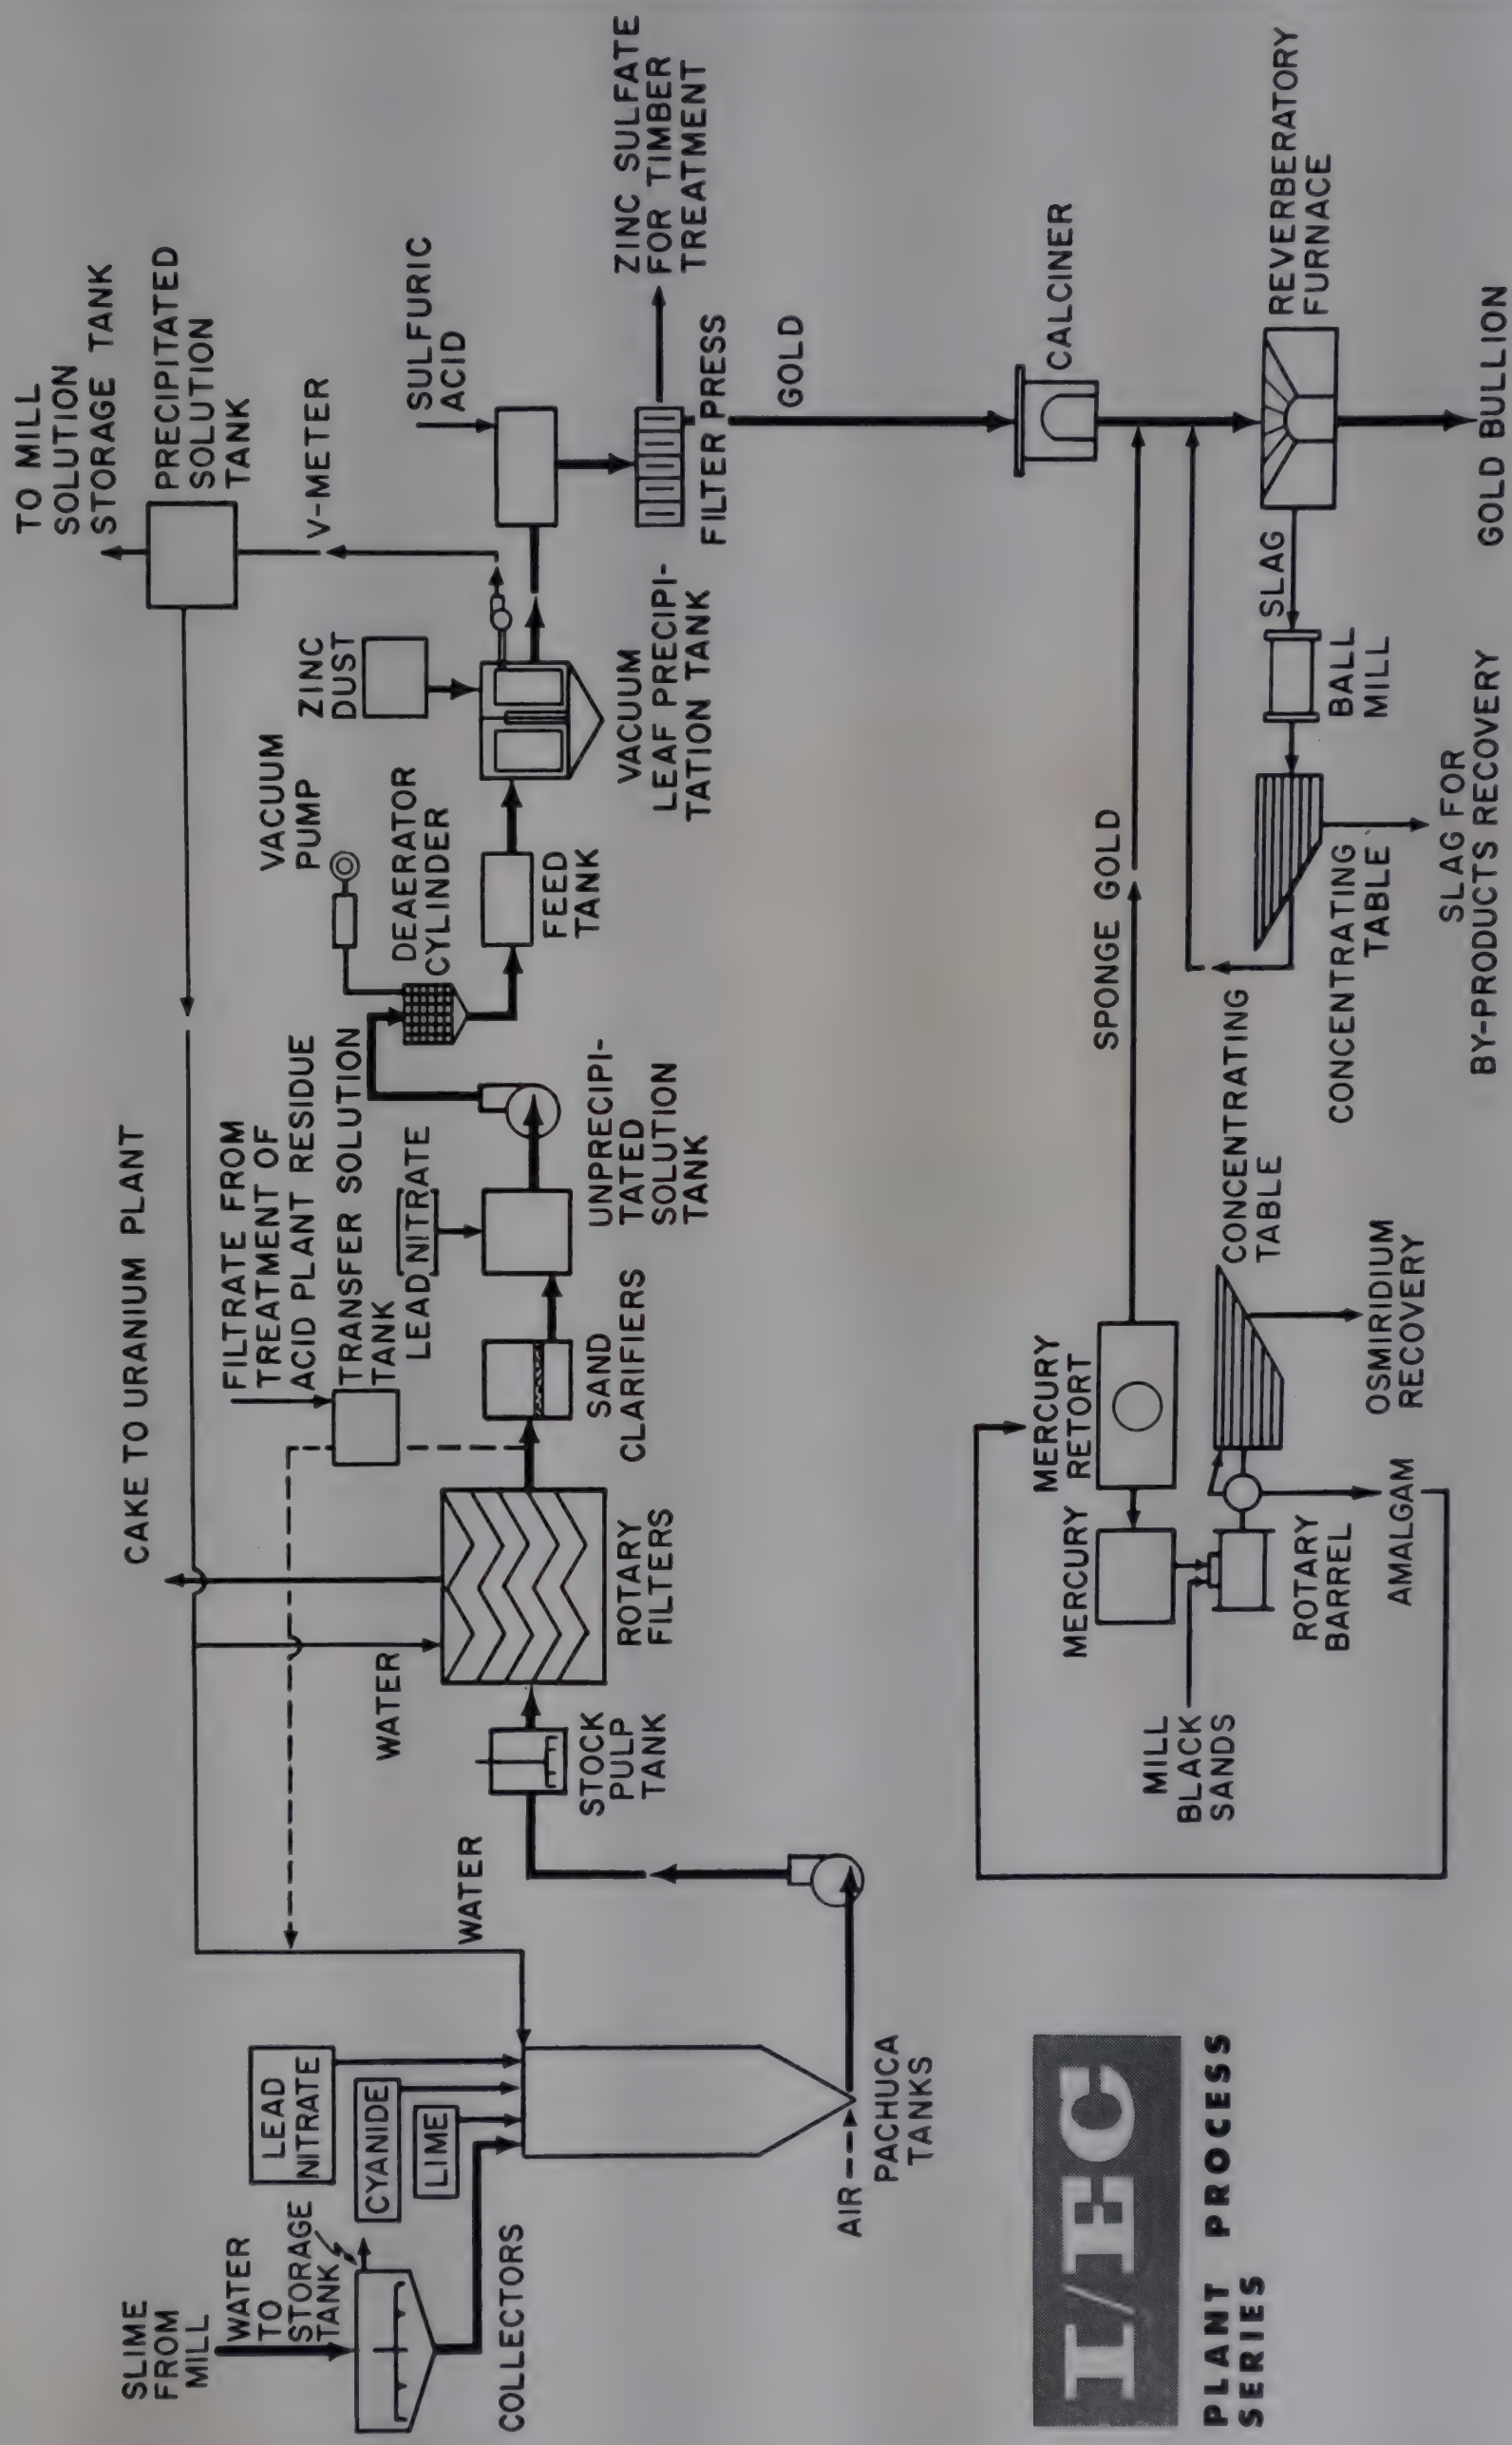 SLIME
FROM
MILL
WATER
TO
STORAGE
TANK
COLLECTORS
LEAD
NITRATE
CYANIDE
LIME
AIR
PACHUCA
TANKS
WATER
STOCK
PULP
TANK
WATER
ROTARY
FILTERS
CAKE TO URANIUM PLANT
FILTRATE FROM
TREATMENT OF
ACID PLANT RESIDUE
TRANSFER SOLUTION
TANK
SAND
CLARIFIERS
LEAD NITRATE
UNPRECIPI-
TATED
SOLUTION
TANK
VACUUM
PUMP
DEAERATOR
CYLINDER
FEED
TANK
ZINC
DUST
VACUUM
LEAF PRECIPI-
TATION TANK
V-METER
PRECIPITATED
SOLUTION
TANK
TO MILL
SOLUTION
STORAGE TANK
SULFURIC
ACID
FILTER PRESS
ZINC SULFATE
FOR TIMBER
TREATMENT
GOLD
CALCINER
REVERBERATORY
FURNACE
GOLD BULLION
SLAG
BALL
MILL
CONCENTRATING
TABLE
SLAG FOR
BY-PRODUCTS RECOVERY
SPONGE GOLD
MERCURY
RETORT
MERCURY
MILL
BLACK
SANDS
ROTARY
BARREL
AMALGAM
CONCENTRATING
TABLE
OSMIRIDIUM
RECOVERY
I/EC
PLANT PROCESS
SERIES